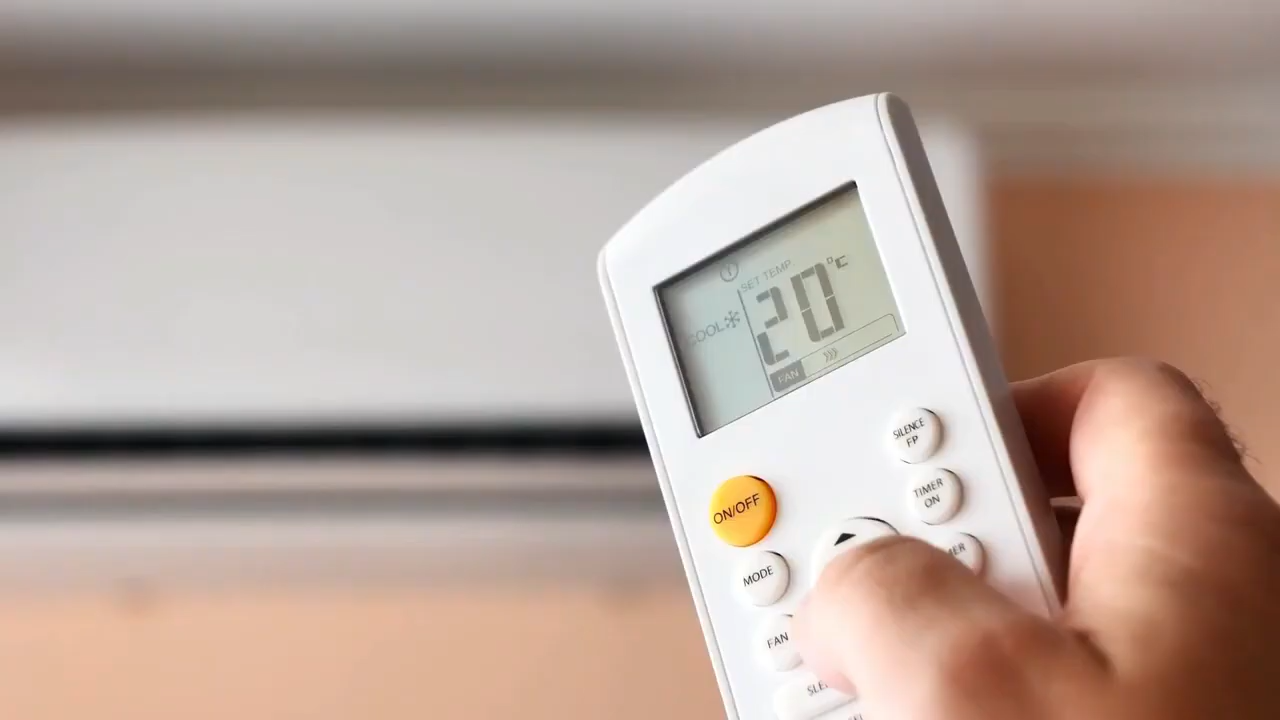 SET TEMP
COOL 20°C
FAN
SILENCE
FP
ON/OFF
TIMER
ON
MODE
FAN